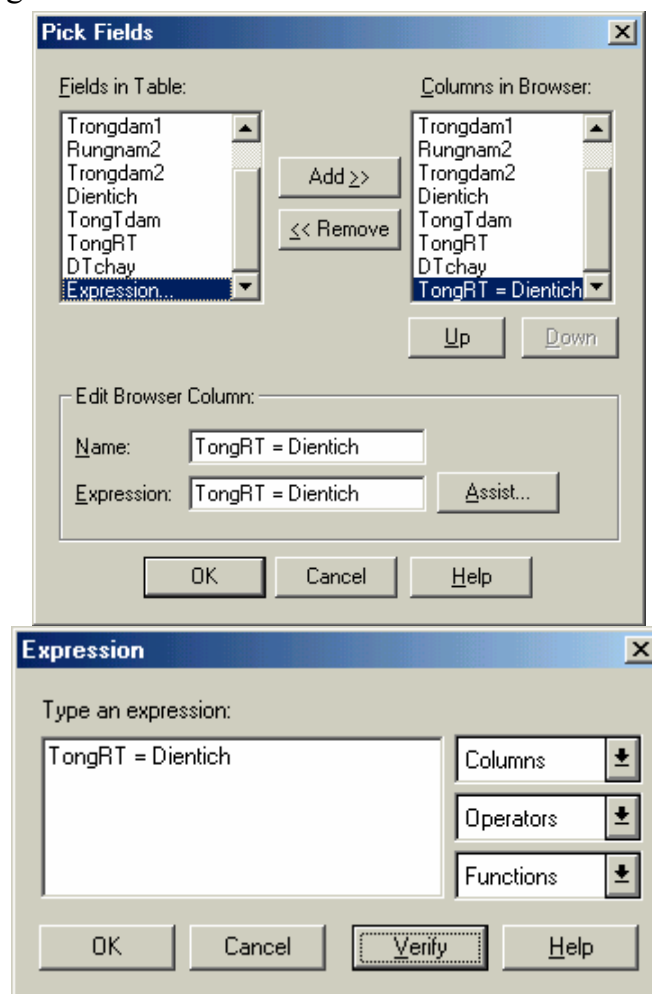 Pick Fields
Fields in Table:
Columns in Browser:
Trongdam1
Rungnam2
Trongdam2
Dientich
TongTdam
TongRT
DTchay
Expression...
Add >>
<< Remove
Trongdam1
Rungnam2
Trongdam2
Dientich
TongTdam
TongRT
DTchay
TongRT = Dientich
Up
Down
Edit Browser Column:
Name:
TongRT = Dientich
Expression:
TongRT = Dientich
Assist...
OK
Cancel
Help
Expression
Type an expression:
TongRT = Dientich
Columns
Operators
Functions
OK
Cancel
Verify
Help